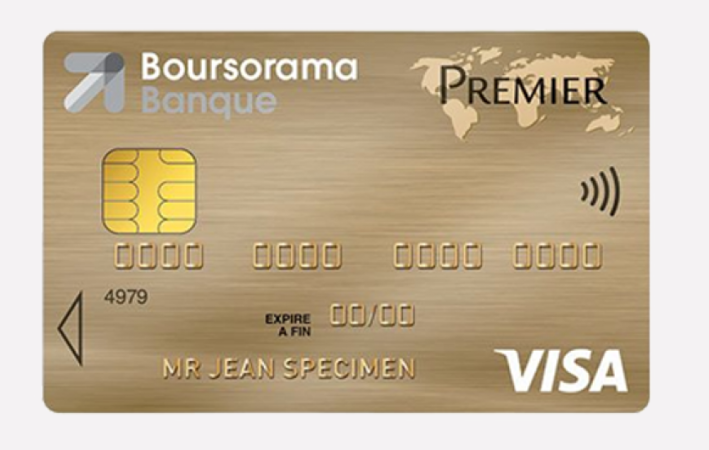 Boursorama
Banque
PREMIER
0000 0000 0000 0000
4979
EXPIRE
A FIN 00/00
MR JEAN SPECIMEN
VISA